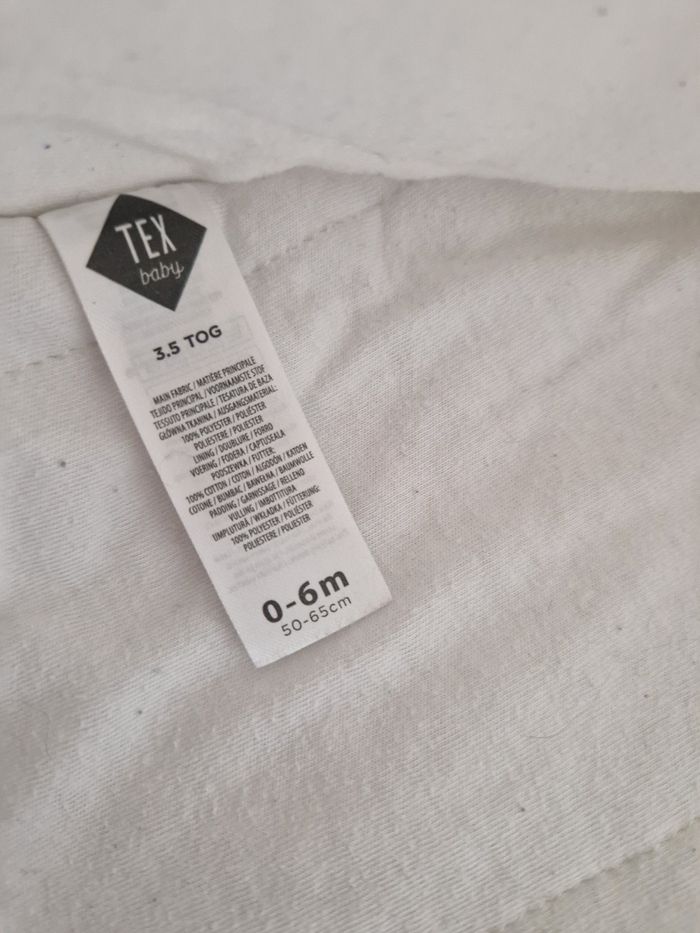 TEX
baby
3.5 TOG
MAIN FABRIC / MATIÈRE PRINCIPALE
TEJIDO PRINCIPAL / VOORNAAMSTE STOF
TESSUTO PRINCIPALE / TESATURA DE BAZA
GŁÓWNA TKANINA / AUSGANGSMATERIAL:
100% POLYESTER / POLIÉSTER
POLIESTERE / POLIESTER
LINING / DOUBLURE / FORRO
VOERING / FODERA / CAPTUSEALA
PODSZEWKA / FUTTER:
100% COTTON / COTON / ALGODÓN / KATOEN
COTONE / BUMBAC / BAWEŁNA / BAUMWOLLE
PADDING / GARNISSAGE / RELLENO
VULLING / IMBOTTITURA
UMPLUTURĂ / WKŁADKA / FÜTTERUNG:
100% POLYESTER / POLIÉSTER
POLIESTERE / POLIESTER
0-6m
50-65cm